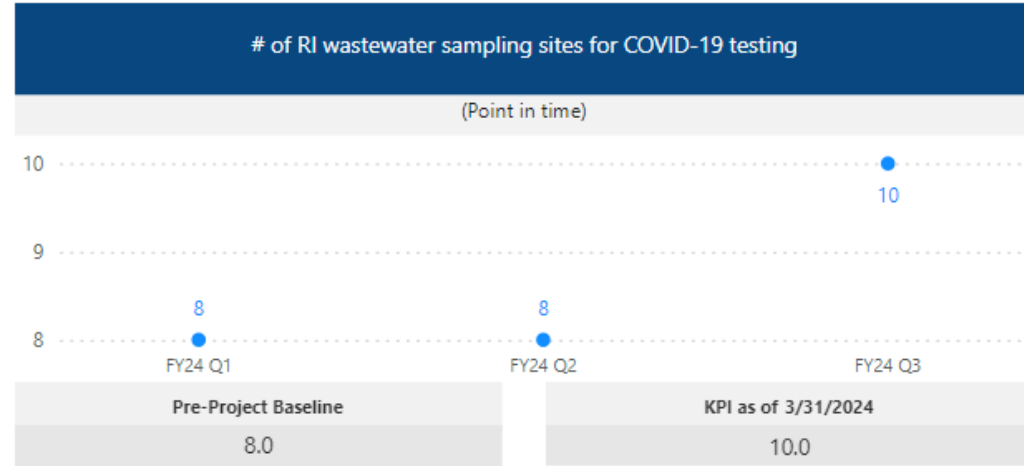 # of RI wastewater sampling sites for COVID-19 testing
(Point in time)
10
10
9
8
8
8
FY24 Q1
FY24 Q2
FY24 Q3
Pre-Project Baseline
KPI as of 3/31/2024
8.0
10.0